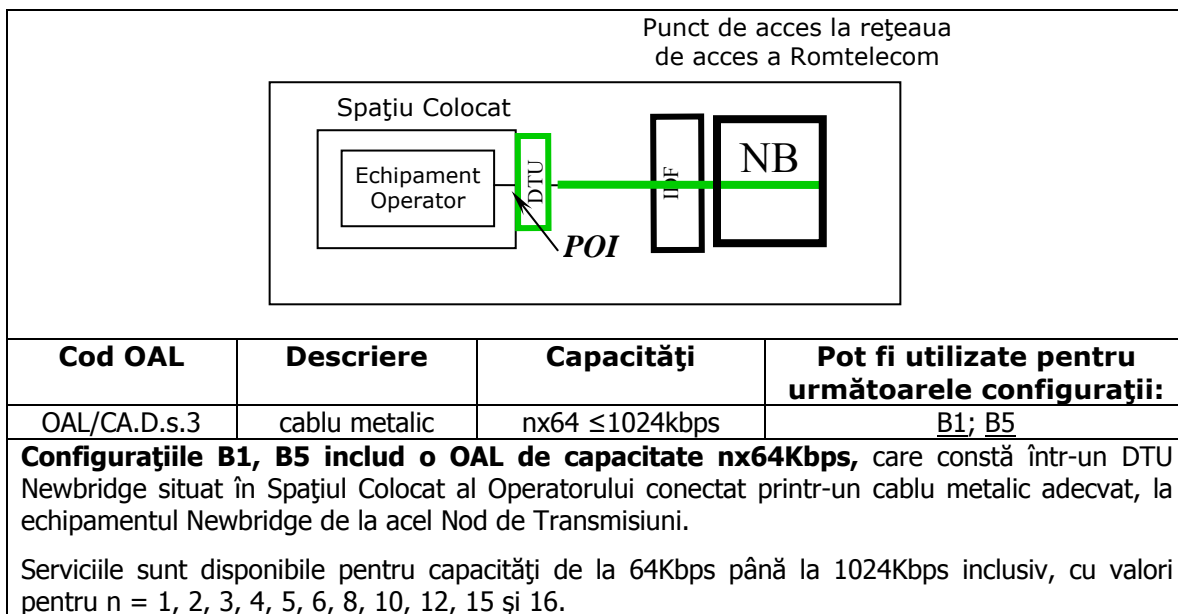 Punct de acces la reţeaua
de acces a Romtelecom
Spaţiu Colocat
Echipament
Operator
DTU
NB
POI
Cod OAL
Descriere
Capacităţi
Pot fi utilizate pentru
următoarele configuraţii:
OAL/CA.D.s.3
cablu metalic
nx64 ≤1024kbps
B1; B5
Configuraţiile B1, B5 includ o OAL de capacitate nx64Kbps, care constă într-un DTU
Newbridge situat în Spaţiul Colocat al Operatorului conectat printr-un cablu metalic adecvat, la
echipamentul Newbridge de la acel Nod de Transmisiuni.
Serviciile sunt disponibile pentru capacităţi de la 64Kbps până la 1024Kbps inclusiv, cu valori
pentru n = 1, 2, 3, 4, 5, 6, 8, 10, 12, 15 şi 16.